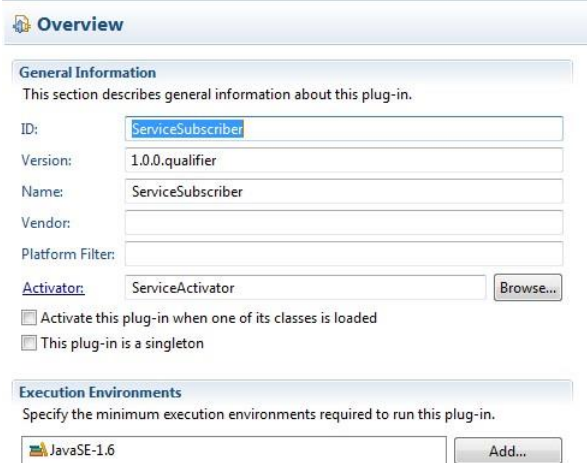 Overview
General Information
This section describes general information about this plug-in.
ID: ServiceSubscriber
Version: 1.0.0.qualifier
Name: ServiceSubscriber
Vendor:
Platform Filter:
Activator: ServiceActivator Browse...
Activate this plug-in when one of its classes is loaded
This plug-in is a singleton
Execution Environments
Specify the minimum execution environments required to run this plug-in.
JavaSE-1.6 Add...